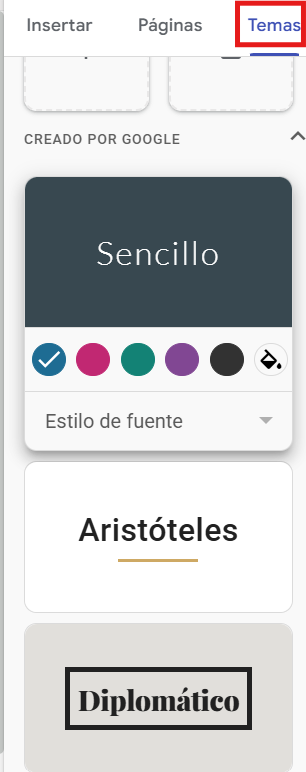 Insertar Páginas Temas
CREADO POR GOOGLE
Sencillo
Estilo de fuente
Aristóteles
Diplomático